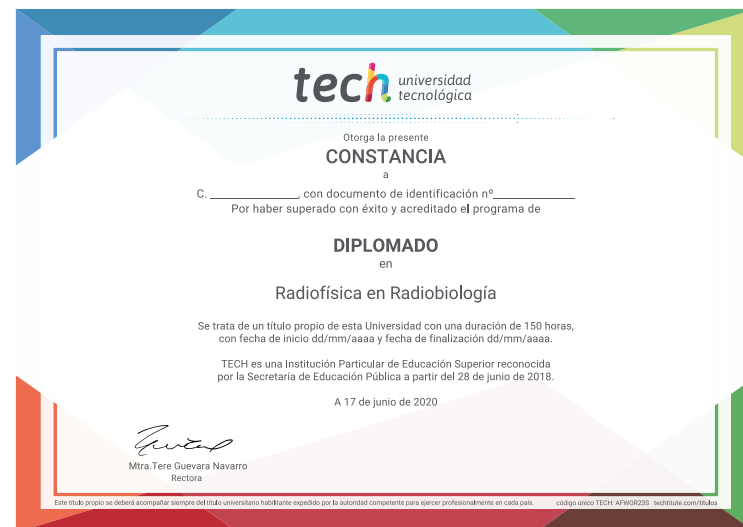 tech universidad
tecnológica
Otorga la presente
CONSTANCIA
a
C. ______________, con documento de identificación nº______________
Por haber superado con éxito y acreditado el programa de
DIPLOMADO
en
Radiofísica en Radiobiología
Se trata de un título propio de esta Universidad con una duración de 150 horas,
con fecha de inicio dd/mm/aaaa y fecha de finalización dd/mm/aaaa.
TECH es una Institución Particular de Educación Superior reconocida
por la Secretaría de Educación Pública a partir del 28 de junio de 2018.
A 17 de junio de 2020
Mtra.Tere Guevara Navarro
Rectora
Este título propio se deberá acompañar siempre del título universitario habilitante expedido por la autoridad competente para ejercer profesionalmente en cada país. código único TECH: AFWOR23S techtitute.com/titulos